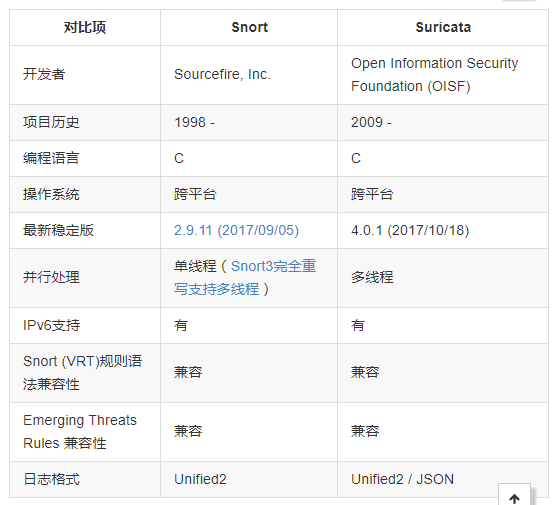 对比项 Snort Suricata
开发者 Sourcefire, Inc. Open Information Security
Foundation (OISF)
项目历史 1998 - 2009 -
编程语言 C C
操作系统 跨平台 跨平台
最新稳定版 2.9.11 (2017/09/05) 4.0.1 (2017/10/18)
并行处理 单线程（Snort3完全重
写支持多线程） 多线程
IPv6支持 有 有
Snort (VRT)规则语
法兼容性 兼容 兼容
Emerging Threats
Rules 兼容性 兼容 兼容
日志格式 Unified2 Unified2 / JSON